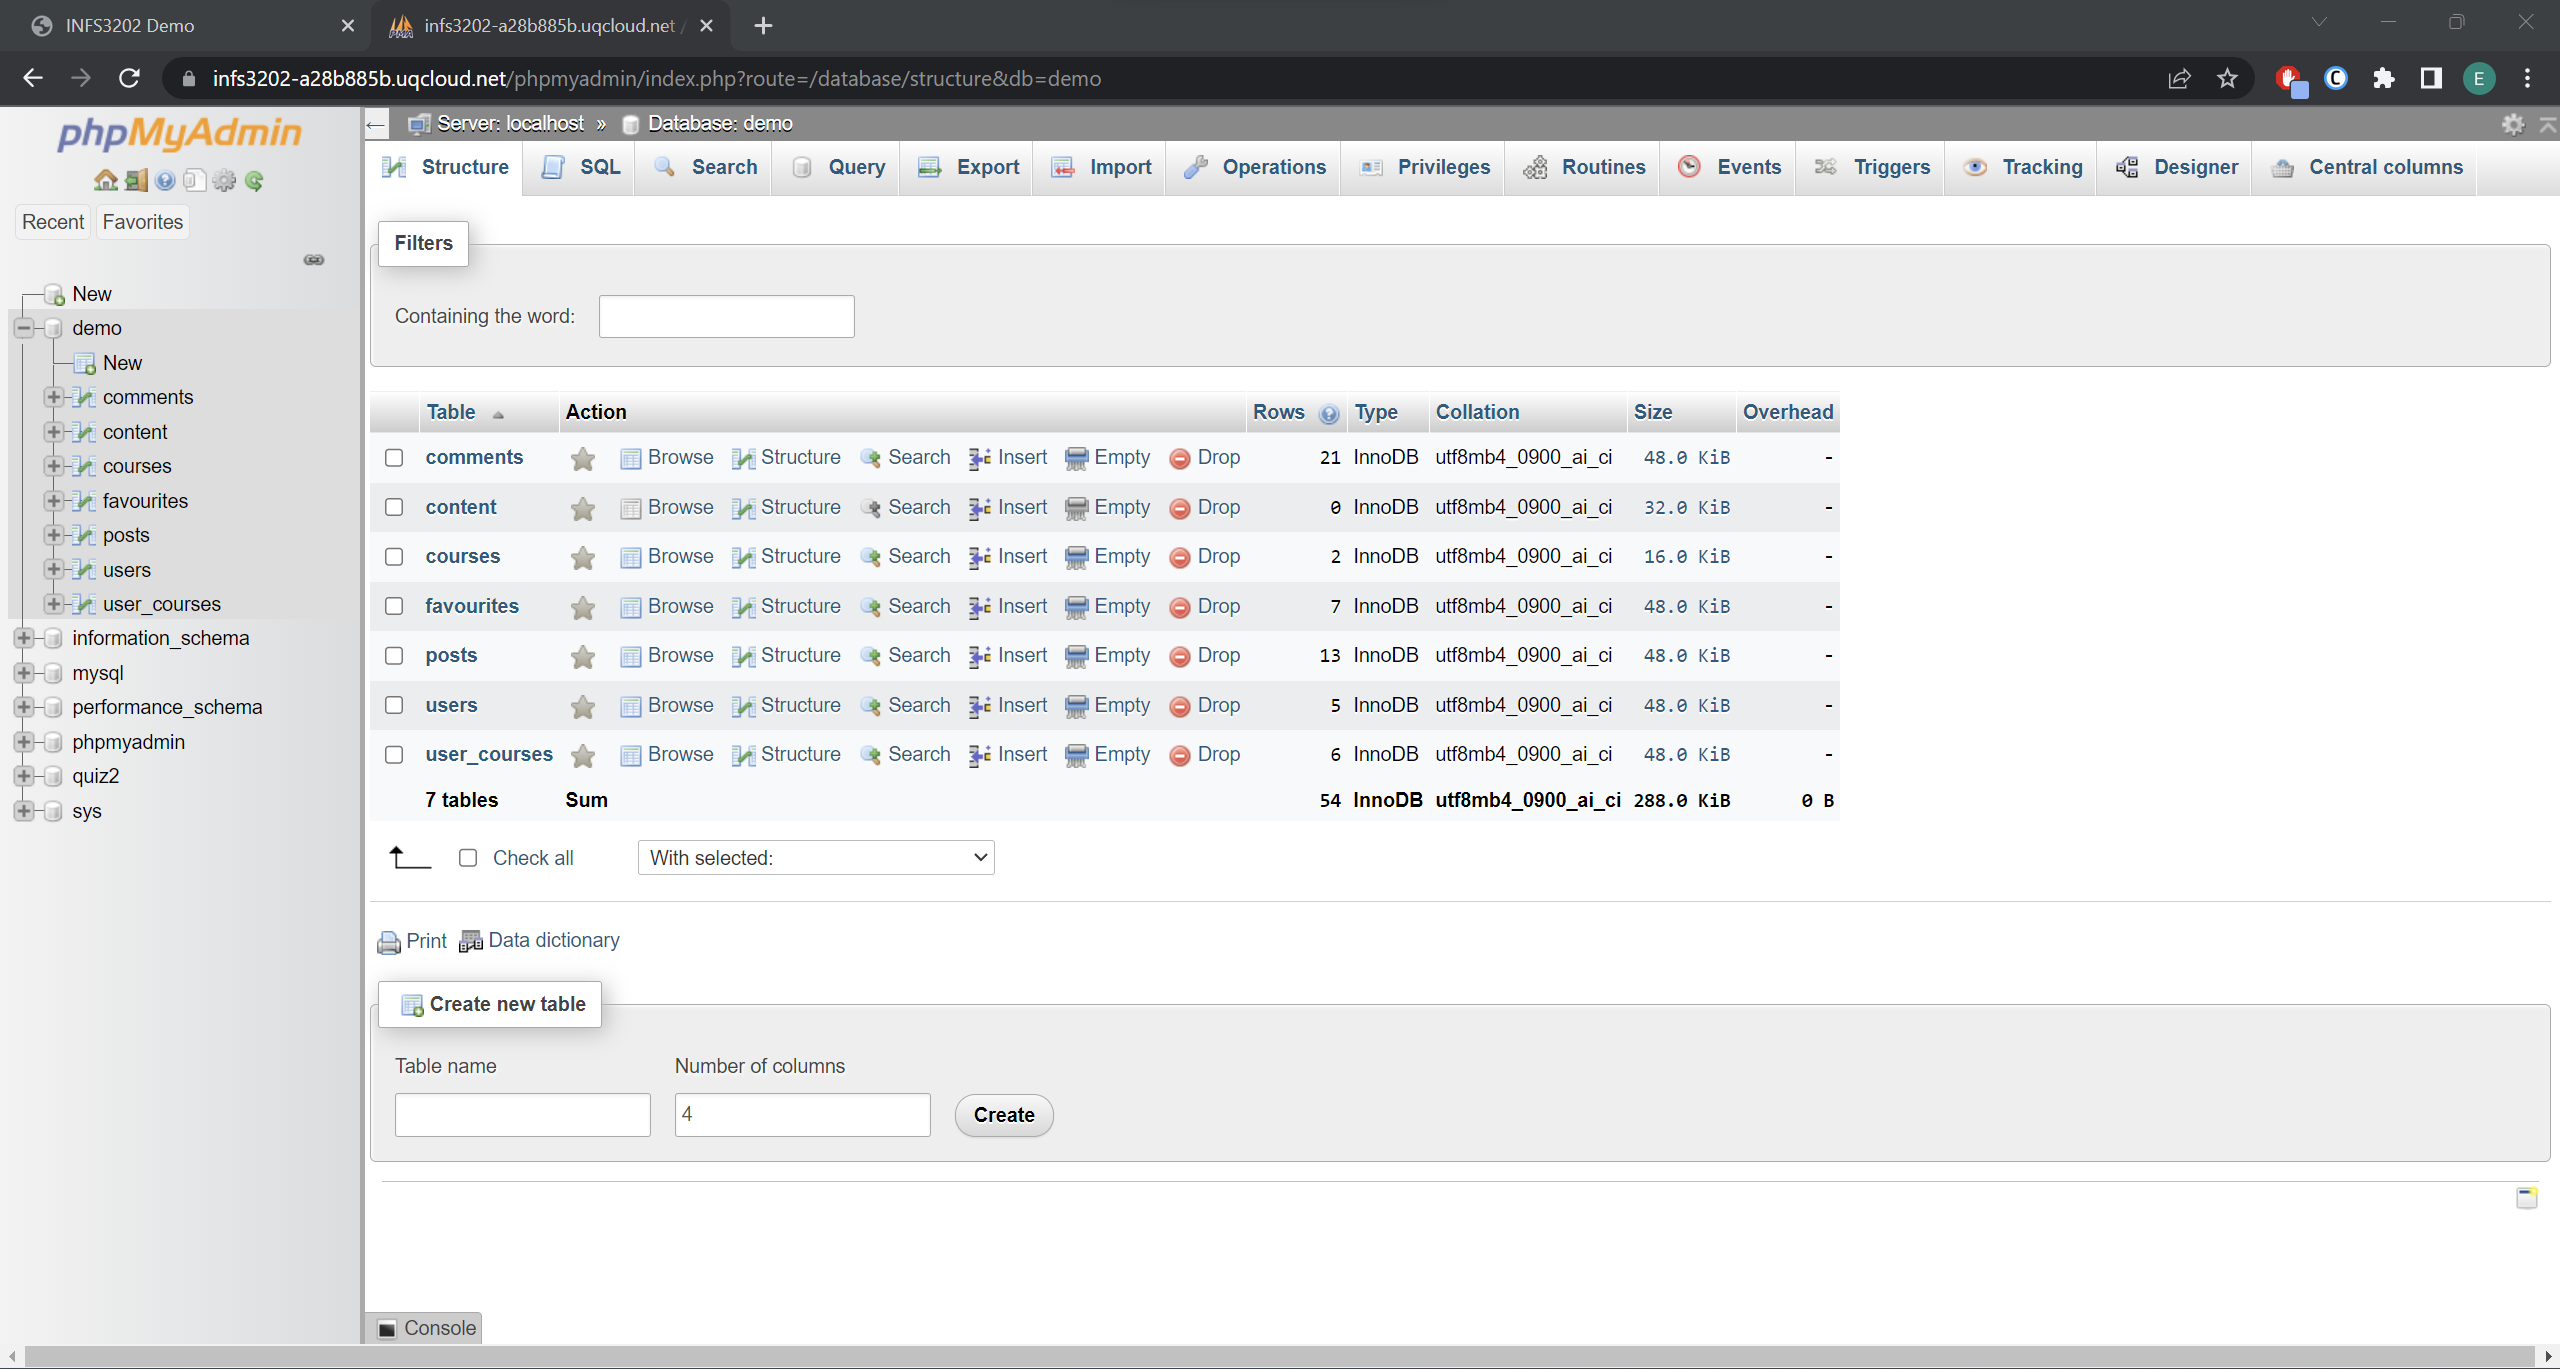 INFS3202 Demo
infs3202-a28b885b.uqcloud.net /
infs3202-a28b885b.uqcloud.net/phpmyadmin/index.php?route=/database/structure&db=demo
E
phpMyAdmin
Recent Favorites
New
demo
New
comments
content
courses
favourites
posts
users
user_courses
information_schema
mysql
performance_schema
phpmyadmin
quiz2
sys
Server: localhost » Database: demo
Structure SQL Search Query Export Import Operations Privileges Routines Events Triggers Tracking Designer Central columns
Filters
Containing the word:
Table Action Rows Type Collation Size Overhead
comments Browse Structure Search Insert Empty Drop 21 InnoDB utf8mb4_0900_ai_ci 48.0 KiB -
content Browse Structure Search Insert Empty Drop 0 InnoDB utf8mb4_0900_ai_ci 32.0 KiB -
courses Browse Structure Search Insert Empty Drop 2 InnoDB utf8mb4_0900_ai_ci 16.0 KiB -
favourites Browse Structure Search Insert Empty Drop 7 InnoDB utf8mb4_0900_ai_ci 48.0 KiB -
posts Browse Structure Search Insert Empty Drop 13 InnoDB utf8mb4_0900_ai_ci 48.0 KiB -
users Browse Structure Search Insert Empty Drop 5 InnoDB utf8mb4_0900_ai_ci 48.0 KiB -
user_courses Browse Structure Search Insert Empty Drop 6 InnoDB utf8mb4_0900_ai_ci 48.0 KiB -
7 tables Sum 54 InnoDB utf8mb4_0900_ai_ci 288.0 KiB 0 B
Check all With selected:
Print Data dictionary
Create new table
Table name Number of columns
4 Create
Console